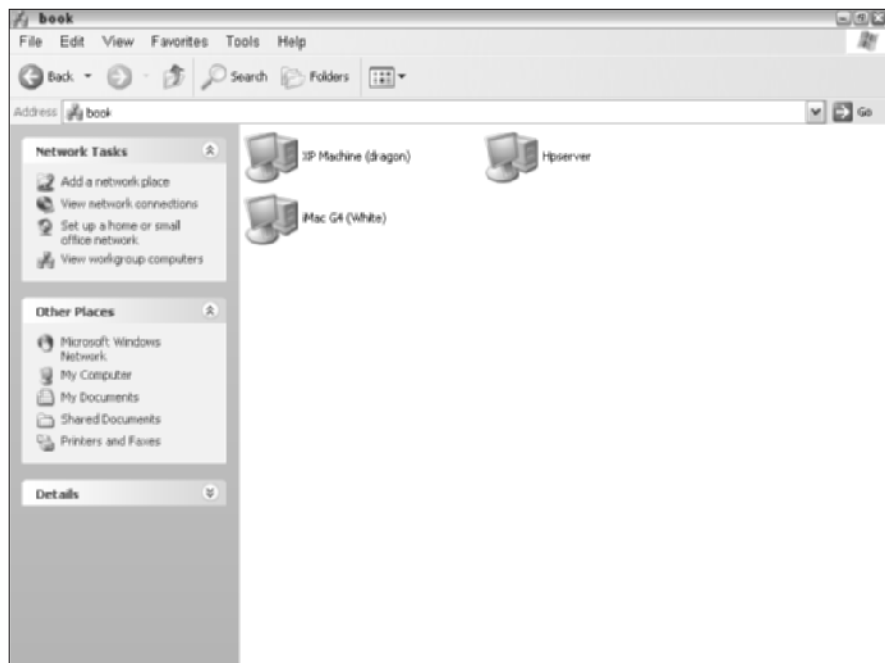 book
File Edit View Favorites Tools Help
Back Search Folders
Address book Go
Network Tasks
Add a network place
View network connections
Set up a home or small
office network
View workgroup computers
Other Places
Microsoft Windows
Network
My Computer
My Documents
Shared Documents
Printers and Faxes
Details
XP Machine (dragon) Hpserver
iMac G4 (White)